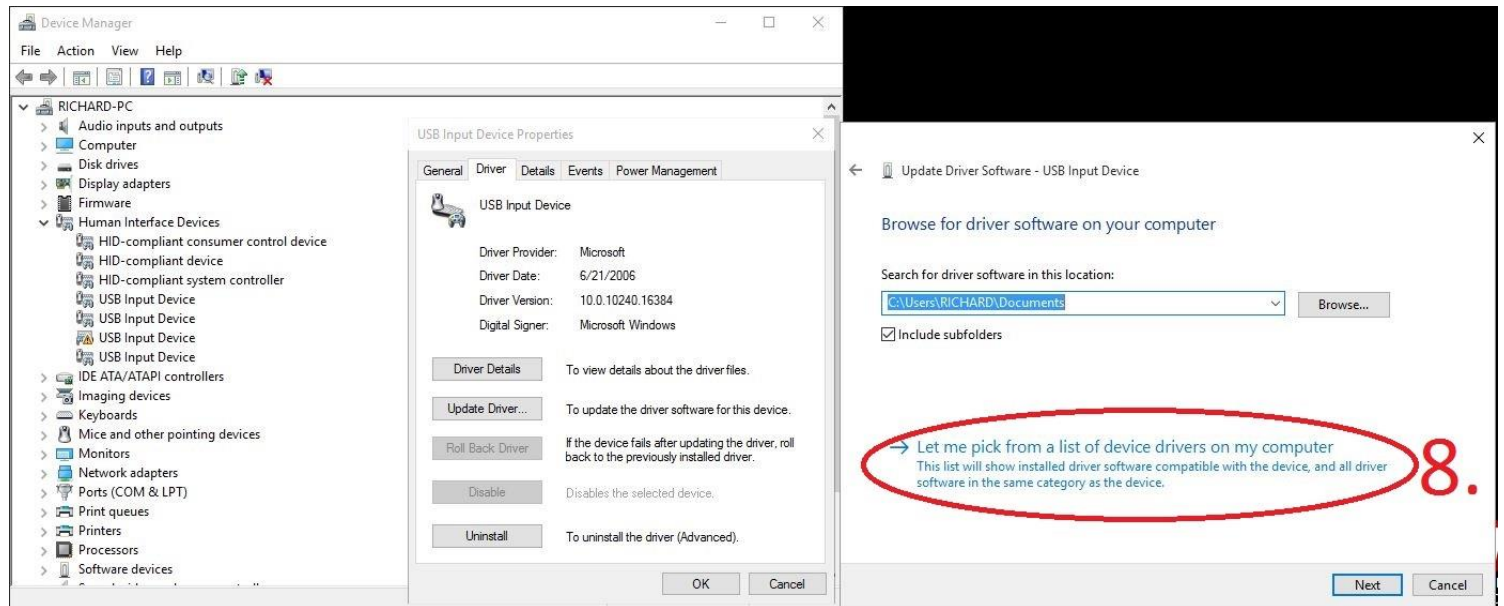 Device Manager
File Action View Help
RICHARD-PC
Audio inputs and outputs
Computer
Disk drives
Display adapters
Firmware
Human Interface Devices
HID-compliant consumer control device
HID-compliant device
HID-compliant system controller
USB Input Device
USB Input Device
USB Input Device
USB Input Device
IDE ATA/ATAPI controllers
Imaging devices
Keyboards
Mice and other pointing devices
Monitors
Network adapters
Ports (COM & LPT)
Print queues
Printers
Processors
Software devices
USB Input Device Properties
General Driver Details Events Power Management
USB Input Device
Driver Provider: Microsoft
Driver Date: 6/21/2006
Driver Version: 10.0.10240.16384
Digital Signer: Microsoft Windows
Driver Details To view details about the driver files.
Update Driver... To update the driver software for this device.
Roll Back Driver If the device fails after updating the driver, roll
back to the previously installed driver.
Disable Disables the selected device.
Uninstall To uninstall the driver (Advanced).
OK Cancel
Update Driver Software - USB Input Device
Browse for driver software on your computer
Search for driver software in this location:
C:\Users\RICHARD\Documents Browse...
Include subfolders
Let me pick from a list of device drivers on my computer
This list will show installed driver software compatible with the device, and all driver
software in the same category as the device.
8.
Next Cancel